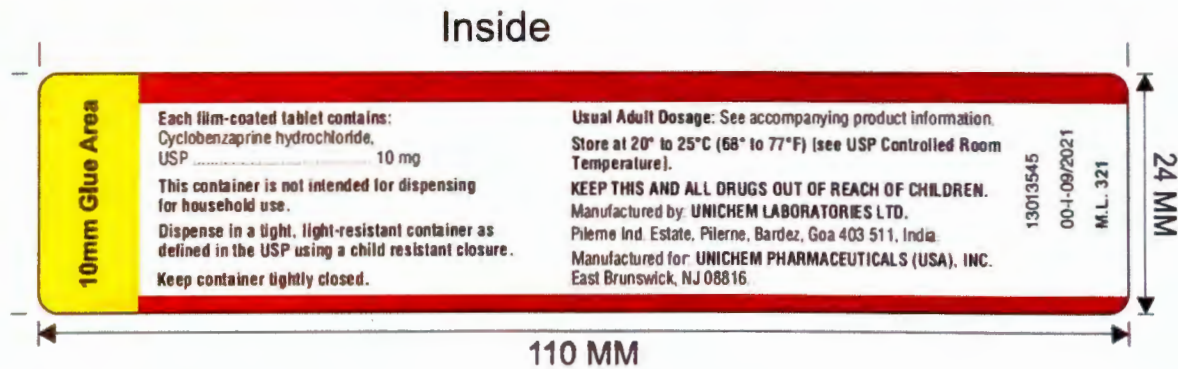 Inside
10mm Glue Area
Each film-coated tablet contains:
Cyclobenzaprine hydrochloride,
USP ........................................ 10 mg
This container is not intended for dispensing
for household use.
Dispense in a tight, light-resistant container as
defined in the USP using a child resistant closure.
Keep container tightly closed.
Usual Adult Dosage: See accompanying product information.
Store at 20° to 25°C (68° to 77°F) [see USP Controlled Room
Temperature].
KEEP THIS AND ALL DRUGS OUT OF REACH OF CHILDREN.
Manufactured by: UNICHEM LABORATORIES LTD.
Pilerne Ind. Estate, Pilerne, Bardez, Goa 403 511, India.
Manufactured for: UNICHEM PHARMACEUTICALS (USA), INC.
East Brunswick, NJ 08816.
13013545
00-I-09/2021
M.L. 321
24 MM
110 MM